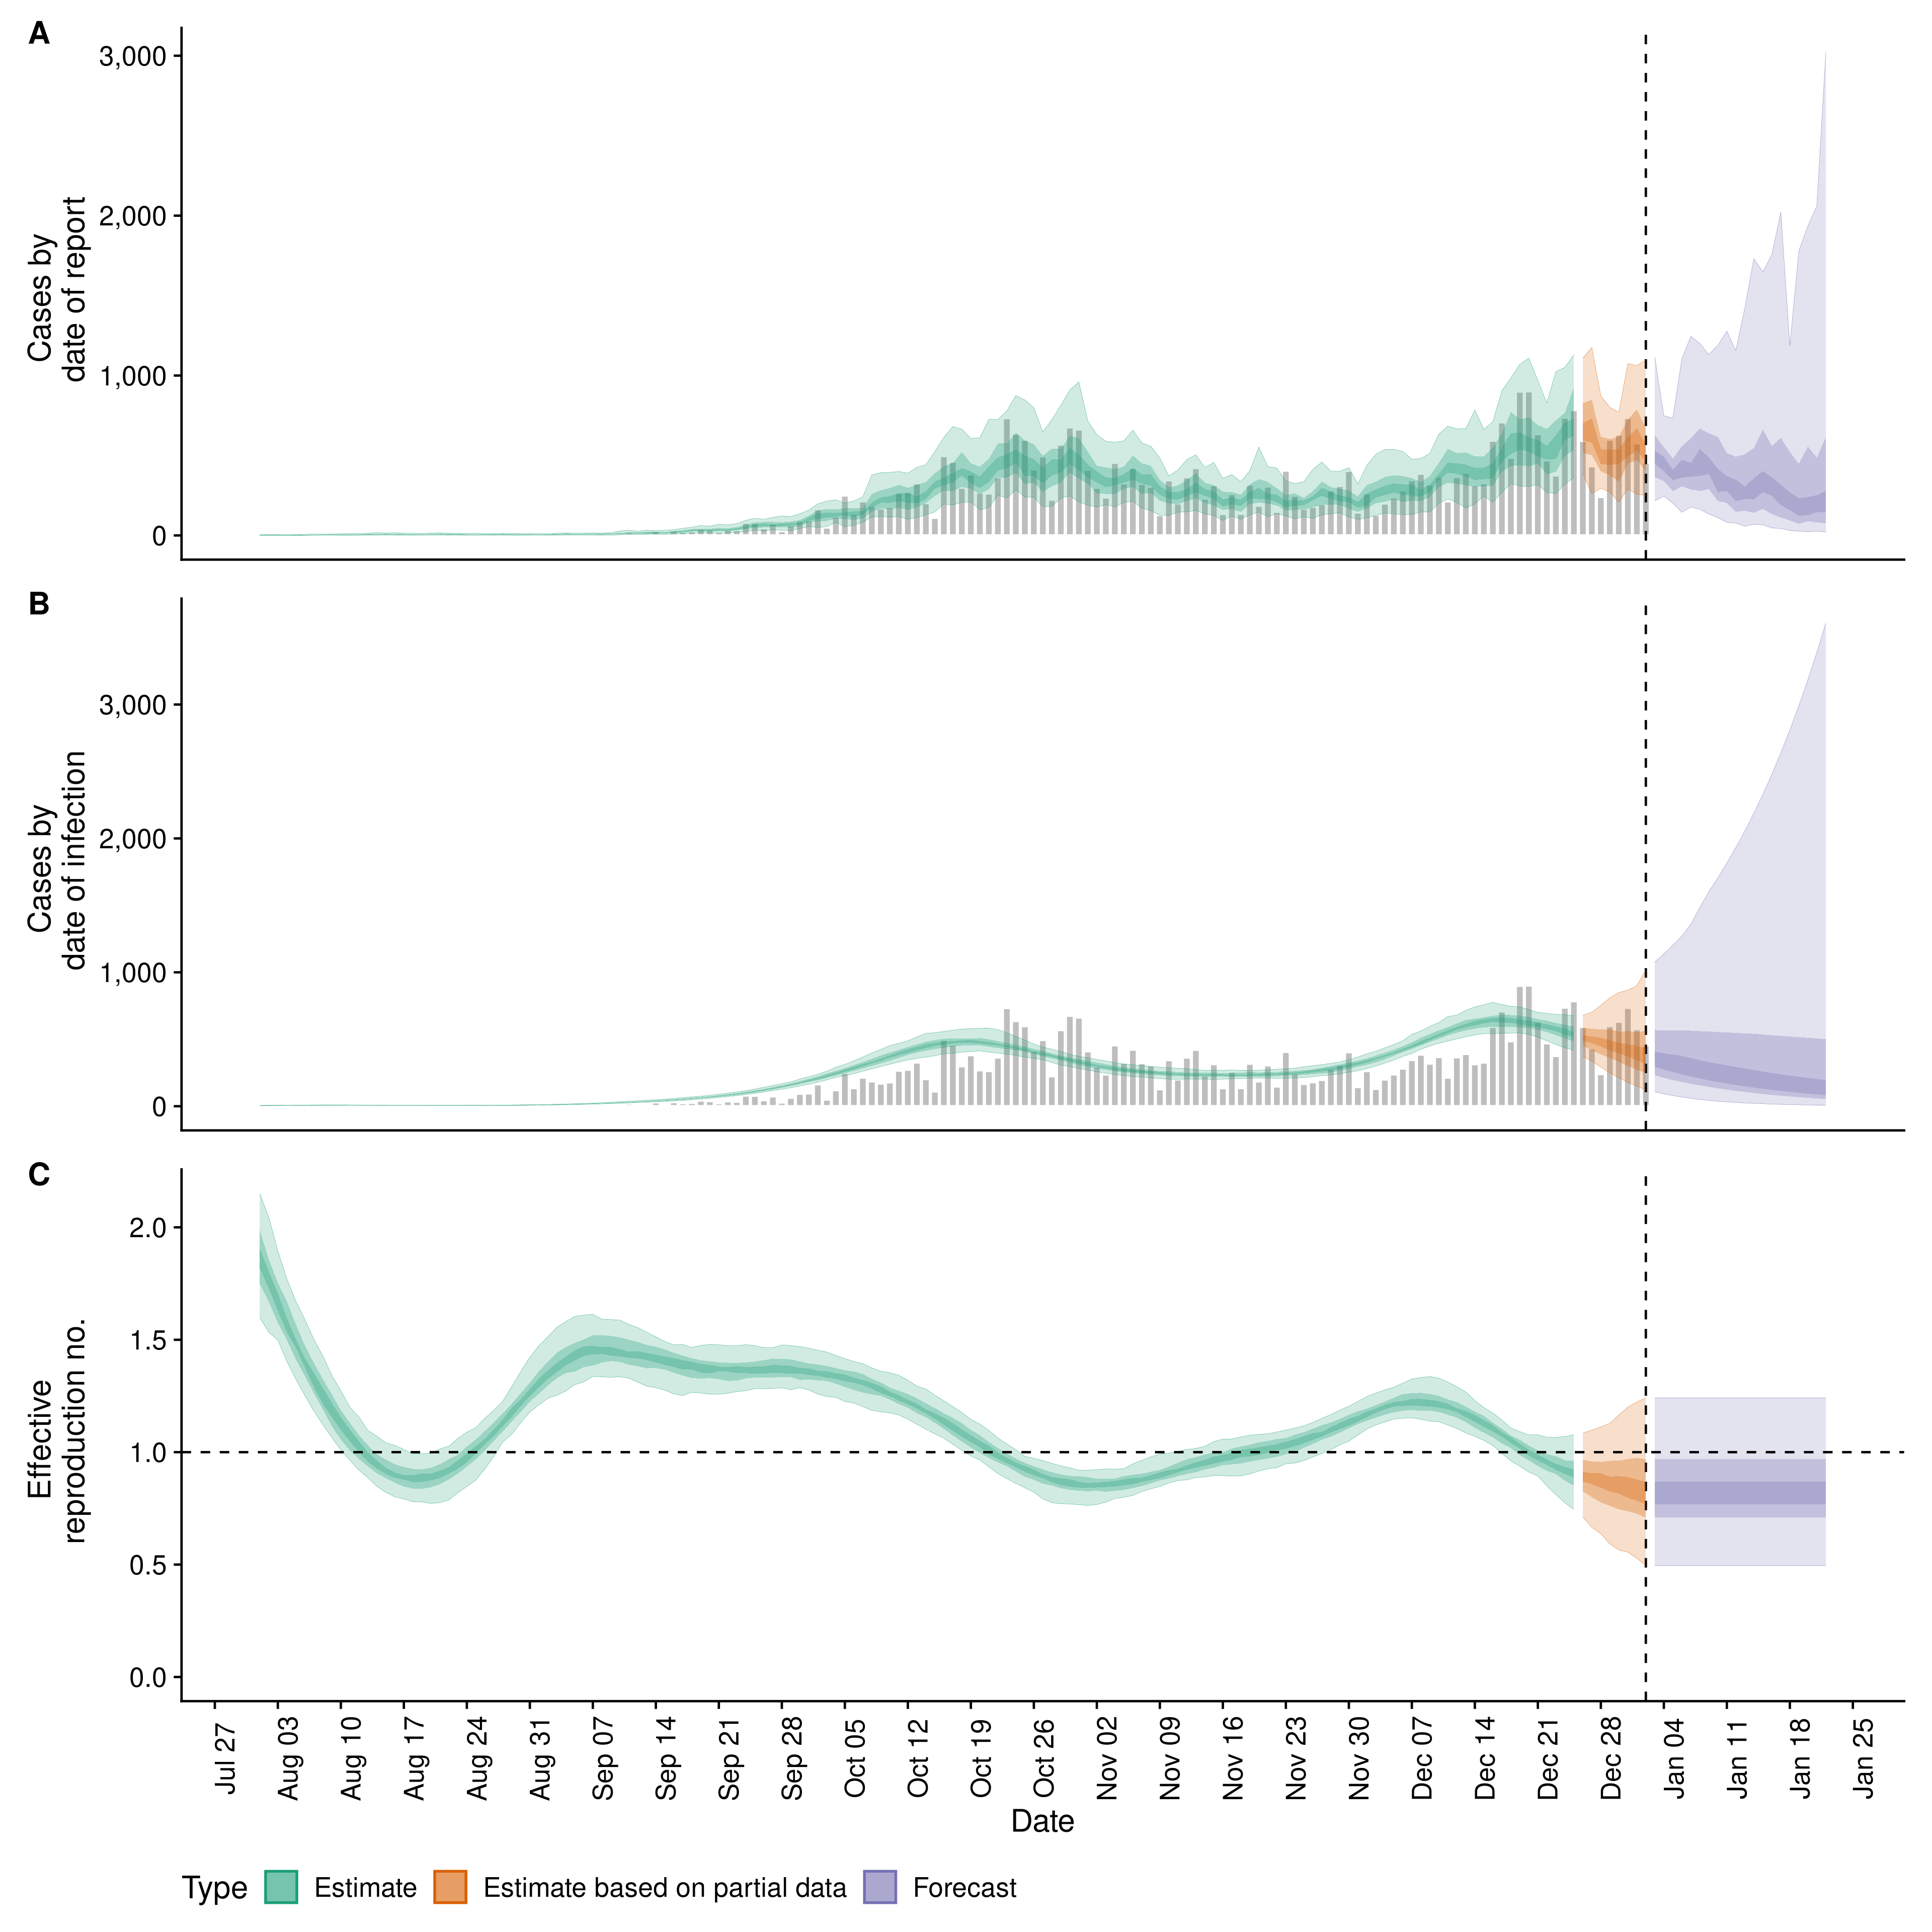 A
3,000
2,000
1,000
0
Cases by
date of report
B
3,000
2,000
1,000
0
Cases by
date of infection
C
2.0
1.5
1.0
0.5
0.0
Effective
reproduction no.
Jul 27
Aug 03
Aug 10
Aug 17
Aug 24
Aug 31
Sep 07
Sep 14
Sep 21
Sep 28
Oct 05
Oct 12
Oct 19
Oct 26
Nov 02
Nov 09
Nov 16
Nov 23
Nov 30
Dec 07
Dec 14
Dec 21
Dec 28
Jan 04
Jan 11
Jan 18
Jan 25
Date
Type Estimate Estimate based on partial data Forecast